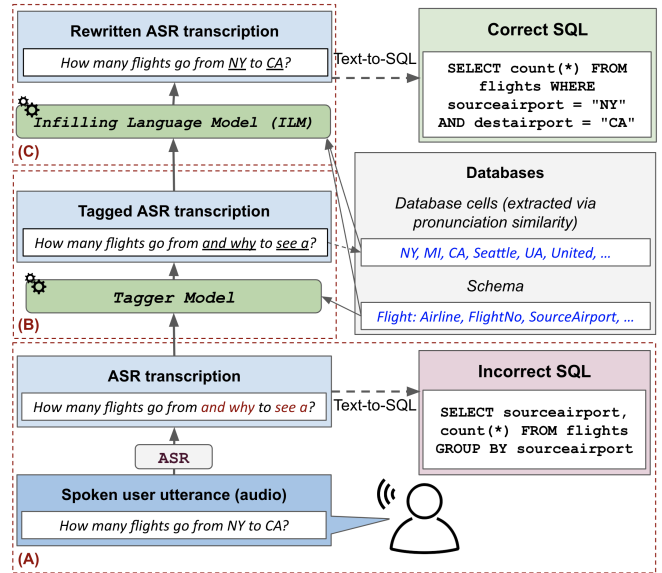 Rewritten ASR transcription
How many flights go from NY to CA?
Infilling Language Model (ILM)
(C)
Text-to-SQL
Correct SQL
SELECT count(*) FROM
flights WHERE
sourceairport = "NY"
AND destairport = "CA"
Tagged ASR transcription
How many flights go from and why to see a?
Tagger Model
(B)
Databases
Database cells (extracted via
pronunciation similarity)
NY, MI, CA, Seattle, UA, United, ...
Schema
Flight: Airline, FlightNo, SourceAirport, ...
ASR transcription
How many flights go from and why to see a?
Text-to-SQL
Incorrect SQL
SELECT sourceairport,
count(*) FROM flights
GROUP BY sourceairport
ASR
Spoken user utterance (audio)
How many flights go from NY to CA?
(A)